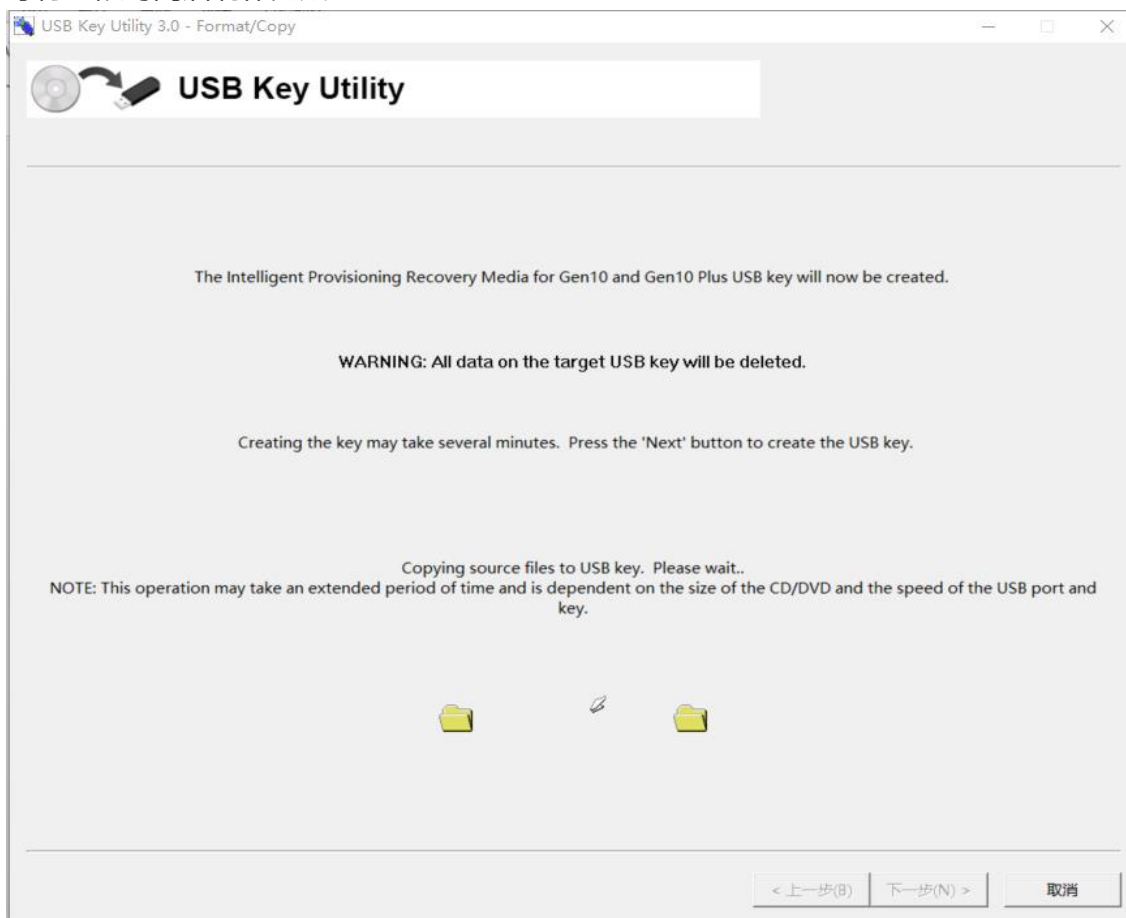 USB Key Utility 3.0 - Format/Copy
USB Key Utility
The Intelligent Provisioning Recovery Media for Gen10 and Gen10 Plus USB key will now be created.
WARNING: All data on the target USB key will be deleted.
Creating the key may take several minutes. Press the 'Next' button to create the USB key.
Copying source files to USB key. Please wait..
NOTE: This operation may take an extended period of time and is dependent on the size of the CD/DVD and the speed of the USB port and
key.
< 上一步(B) 下一步(N) > 取消